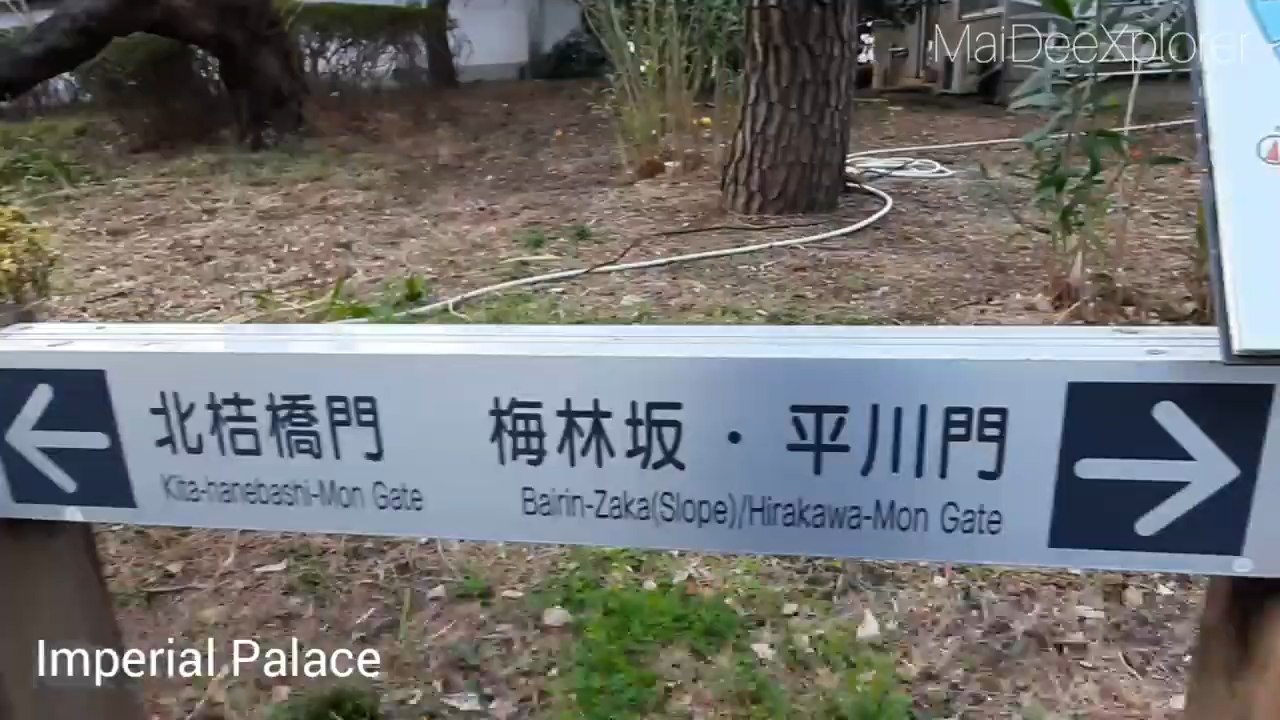 MaiDeeXplorer
北桔橋門 梅林坂・平川門
Kita-hanebashi-Mon Gate Bairin-Zaka(Slope)/Hirakawa-Mon Gate
Imperial Palace